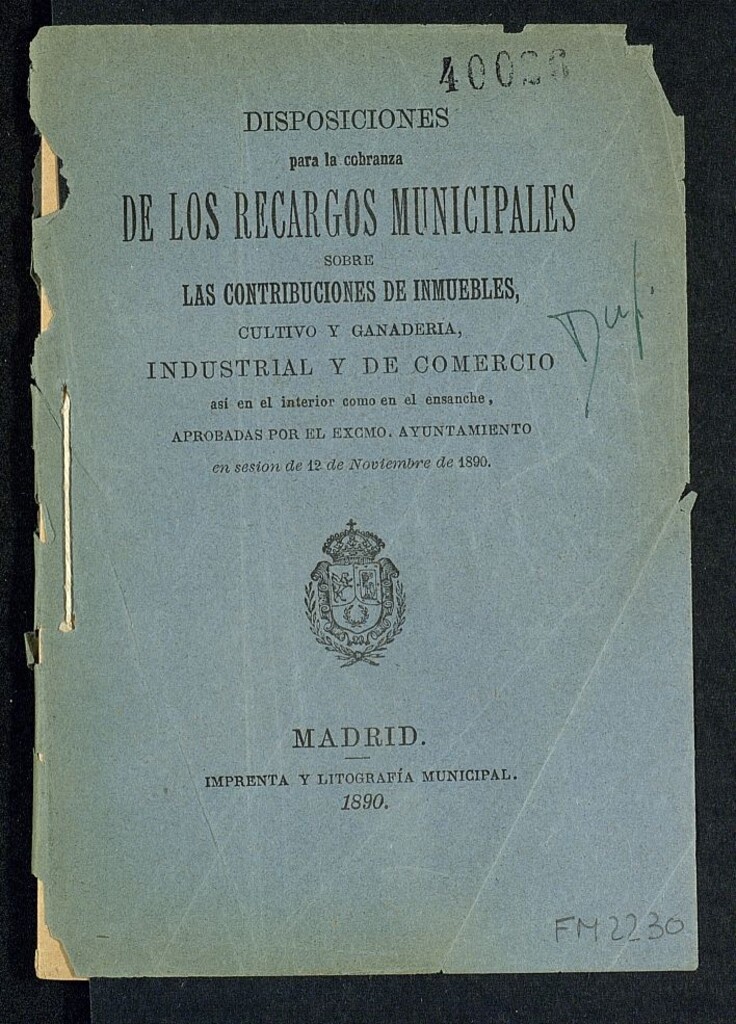 DISPOSICIONES
para la cobranza
DE LOS RECARGOS MUNICIPALES
SOBRE
LAS CONTRIBUCIONES DE INMUEBLES,
CULTIVO Y GANADERIA,
INDUSTRIAL Y DE COMERCIO
así en el interior como en el ensanche,
APROBADAS POR EL EXCMO. AYUNTAMIENTO
en sesion de 12 de Noviembre de 1890.
Dup.
MADRID.
IMPRENTA Y LITOGRAFÍA MUNICIPAL.
1890.
FM 2230